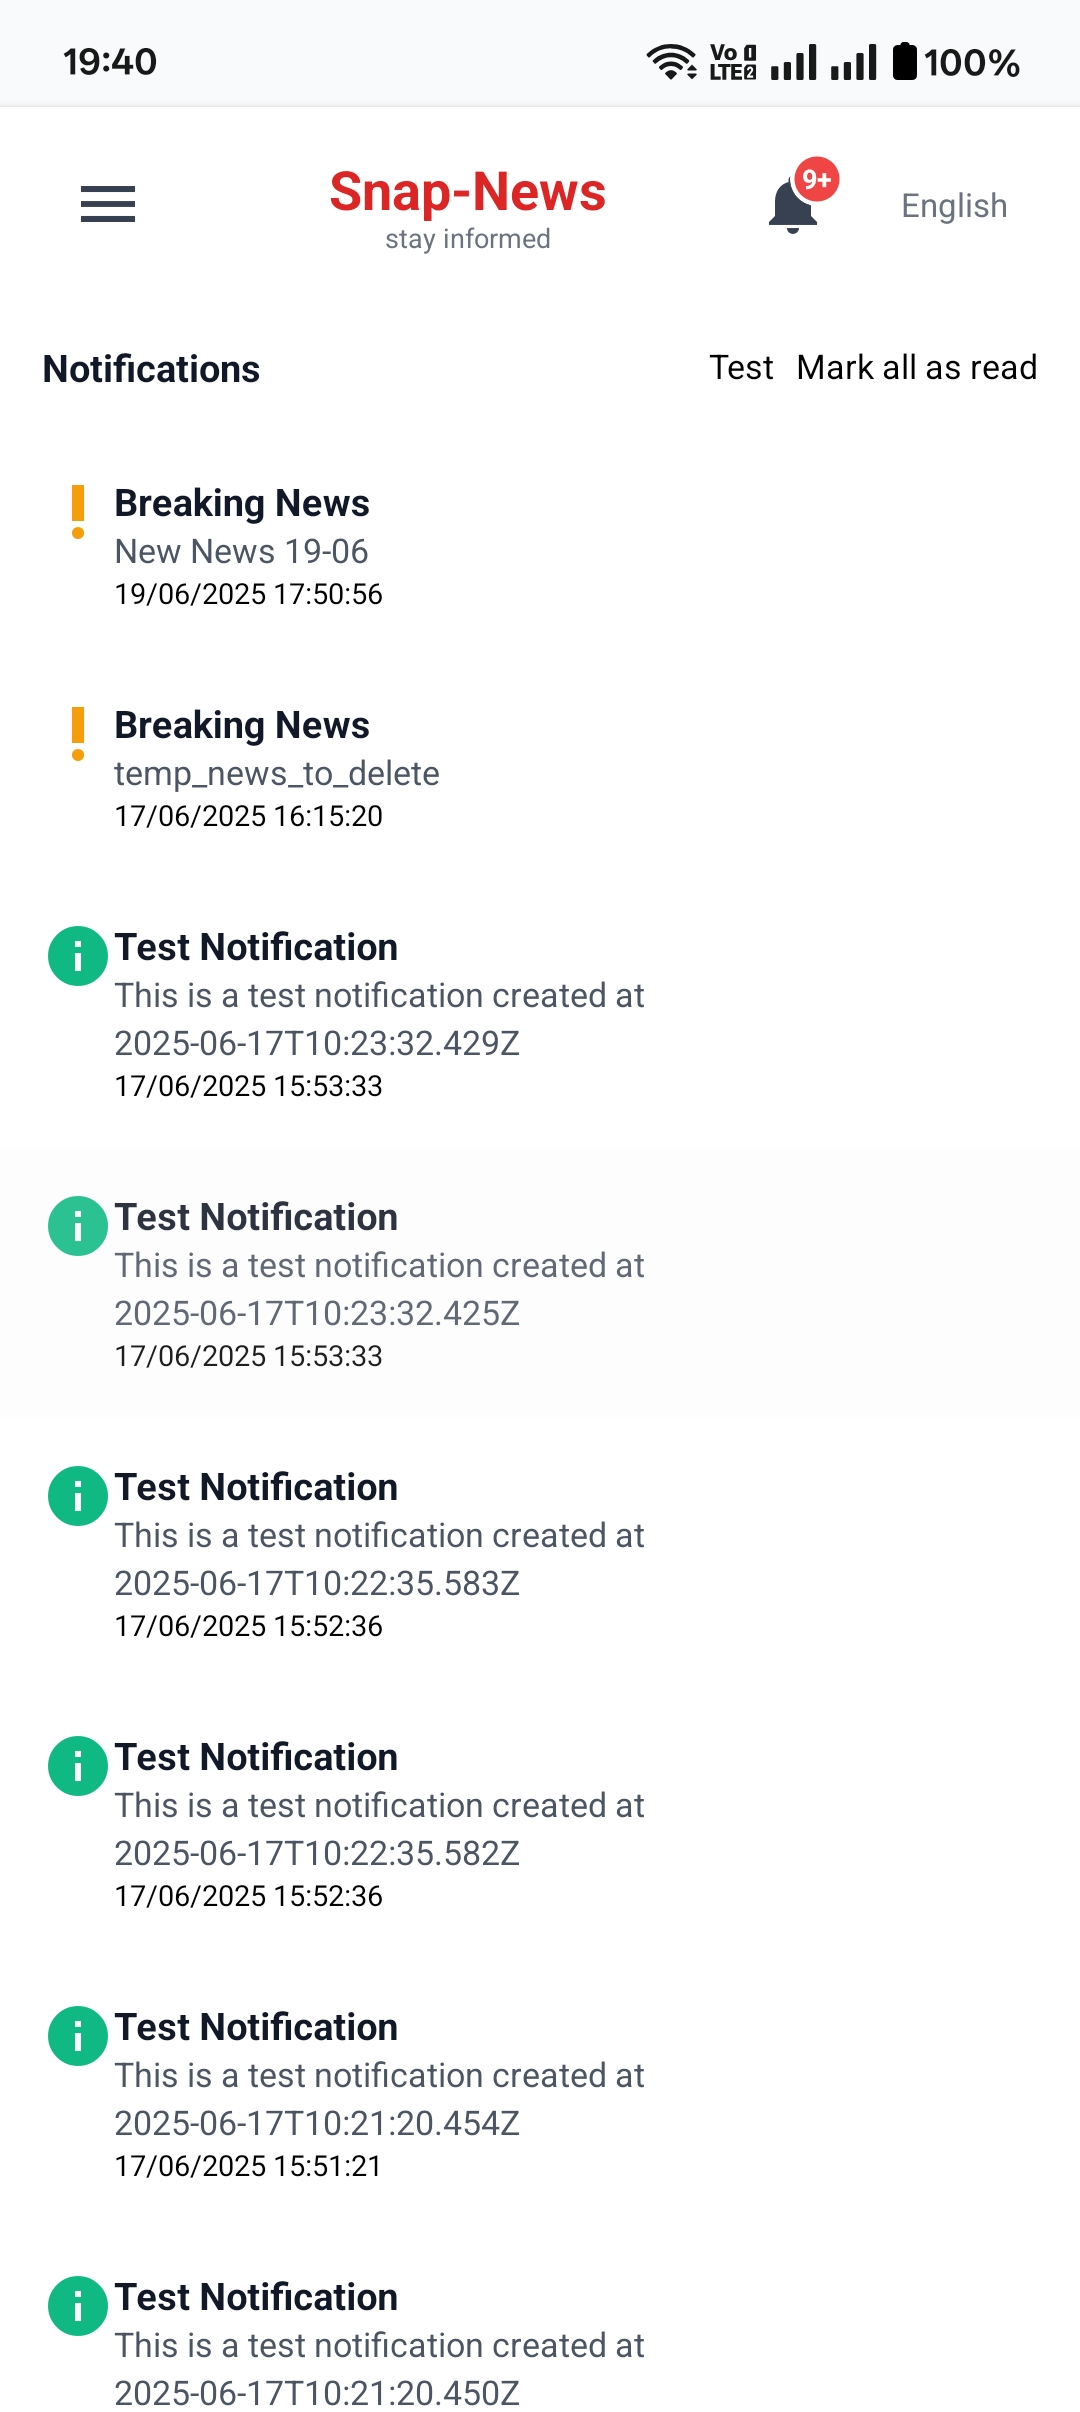 19:40
Vo 1
LTE2
100%
Snap-News
9+
English
stay informed
Notifications
Test Mark all as read
Breaking News
New News 19-06
19/06/2025 17:50:56
Breaking News
temp_news_to_delete
17/06/2025 16:15:20
Test Notification
This is a test notification created at
2025-06-17T10:23:32.429Z
17/06/2025 15:53:33
Test Notification
This is a test notification created at
2025-06-17T10:23:32.425Z
17/06/2025 15:53:33
Test Notification
This is a test notification created at
2025-06-17T10:22:35.583Z
17/06/2025 15:52:36
Test Notification
This is a test notification created at
2025-06-17T10:22:35.582Z
17/06/2025 15:52:36
Test Notification
This is a test notification created at
2025-06-17T10:21:20.454Z
17/06/2025 15:51:21
Test Notification
This is a test notification created at
2025-06-17T10:21:20.450Z